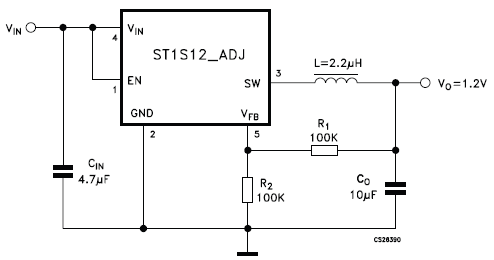 VIN
4
VIN
ST1S12_ADJ
EN
1
SW
3
L=2.2µH
VO=1.2V
GND
2
VFB
5
R1
100K
CIN
4.7µF
R2
100K
CO
10µF
CS26390